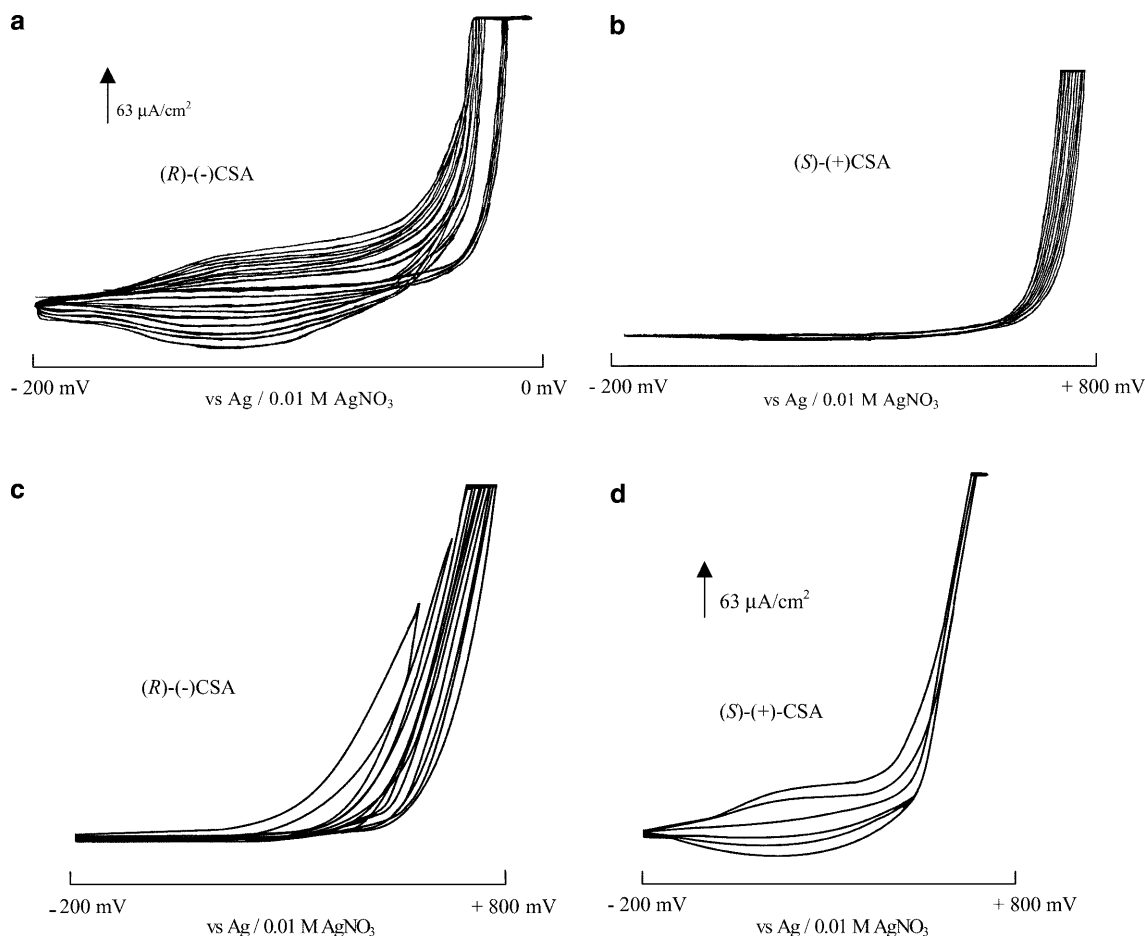 a
63 μA/cm²
(R)-(-)CSA
- 200 mV
0 mV
vs Ag / 0.01 M AgNO₃
b
(S)-(+)CSA
- 200 mV
+ 800 mV
vs Ag / 0.01 M AgNO₃
c
(R)-(-)CSA
- 200 mV
+ 800 mV
vs Ag / 0.01 M AgNO₃
d
63 μA/cm²
(S)-(+)-CSA
- 200 mV
+ 800 mV
vs Ag / 0.01 M AgNO₃